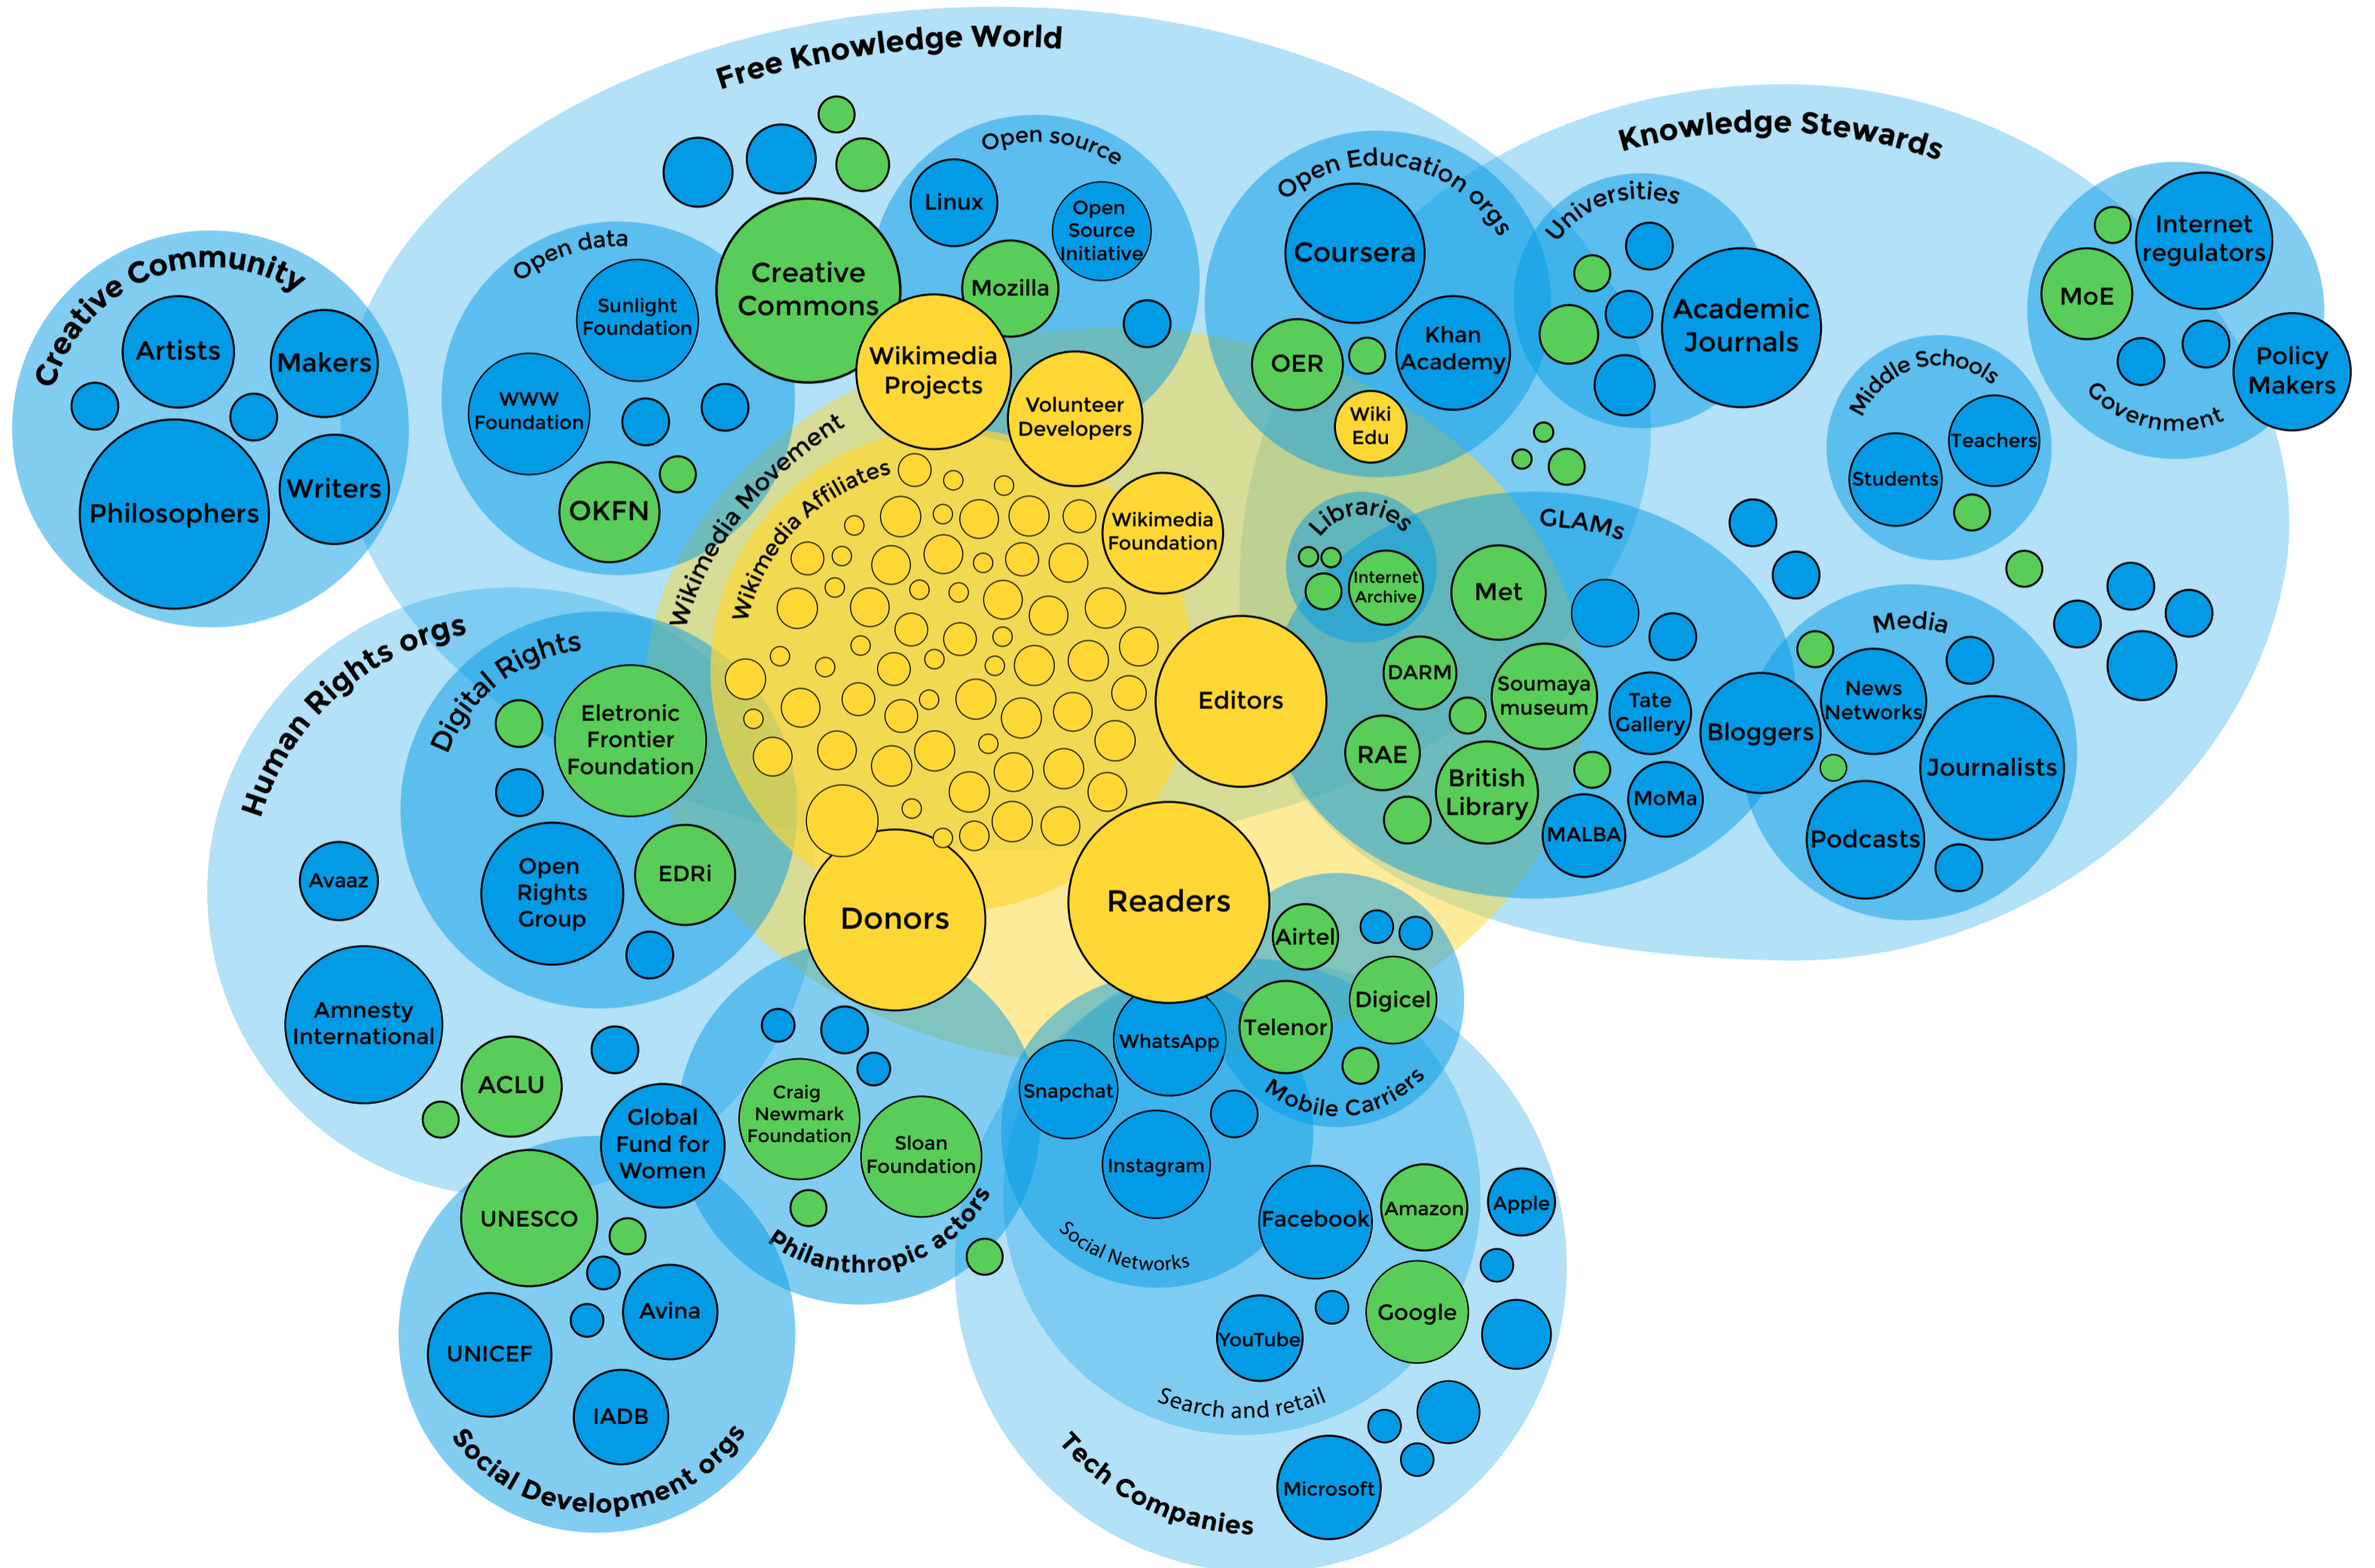 Free Knowledge World
Knowledge Stewards
Creative Community
Artists
Makers
Philosophers
Writers
Open data
Sunlight
Foundation
WWW
Foundation
OKFN
Creative
Commons
Open source
Linux
Open
Source
Initiative
Mozilla
Wikimedia
Projects
Volunteer
Developers
Wikimedia
Foundation
Wikimedia Movement
Wikimedia Affiliates
Editors
Readers
Donors
Open Education orgs
Coursera
Khan
Academy
OER
Wiki
Edu
Universities
Academic
Journals
Internet
regulators
MoE
Policy
Makers
Government
Middle Schools
Teachers
Students
Libraries
Internet
Archive
GLAMs
Met
DARM
Soumaya
museum
Tate
Gallery
RAE
British
Library
MoMa
MALBA
Media
Bloggers
News
Networks
Journalists
Podcasts
Human Rights orgs
Digital Rights
Eletronic
Frontier
Foundation
Open
Rights
Group
EDRi
Avaaz
Amnesty
International
ACLU
Global
Fund for
Women
UNESCO
UNICEF
Avina
IADB
Social Development orgs
Craig
Newmark
Foundation
Sloan
Foundation
Philanthropic actors
Airtel
Digicel
Telenor
Mobile Carriers
WhatsApp
Snapchat
Instagram
Social Networks
Facebook
Amazon
Apple
Google
YouTube
Search and retail
Microsoft
Tech Companies